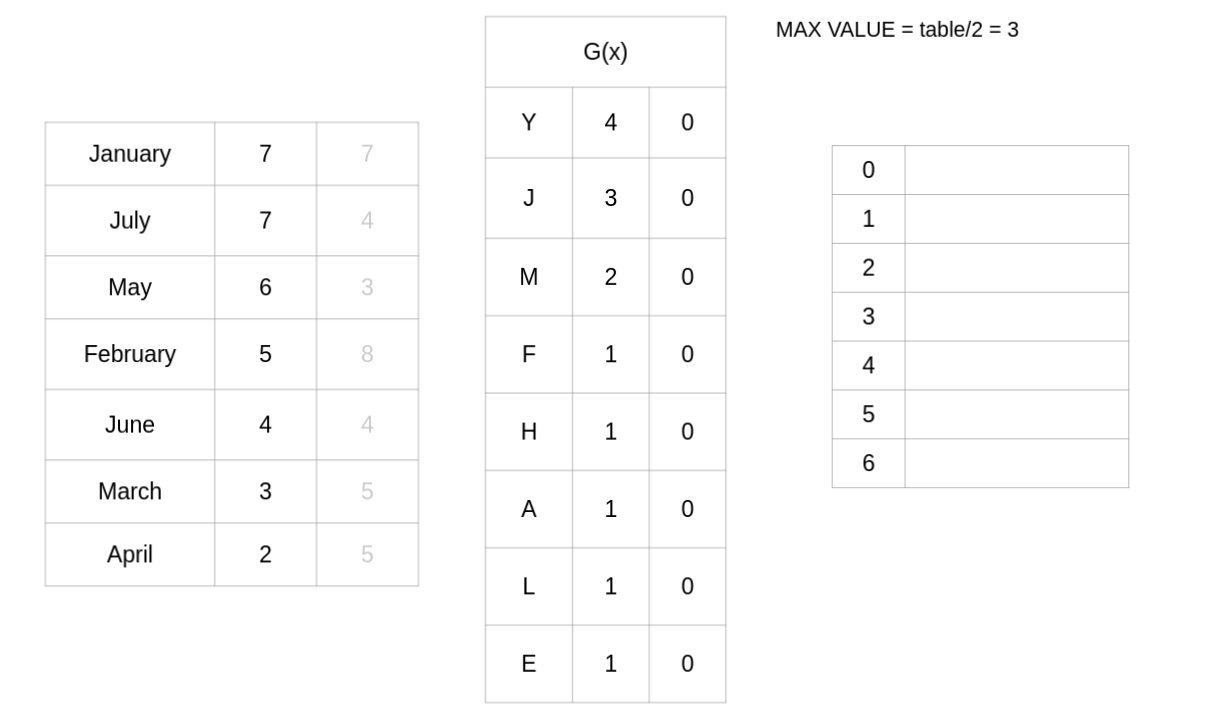 MAX VALUE = table/2 = 3
January 7 7
July 7 4
May 6 3
February 5 8
June 4 4
March 3 5
April 2 5
G(x)
Y 4 0
J 3 0
M 2 0
F 1 0
H 1 0
A 1 0
L 1 0
E 1 0
0
1
2
3
4
5
6